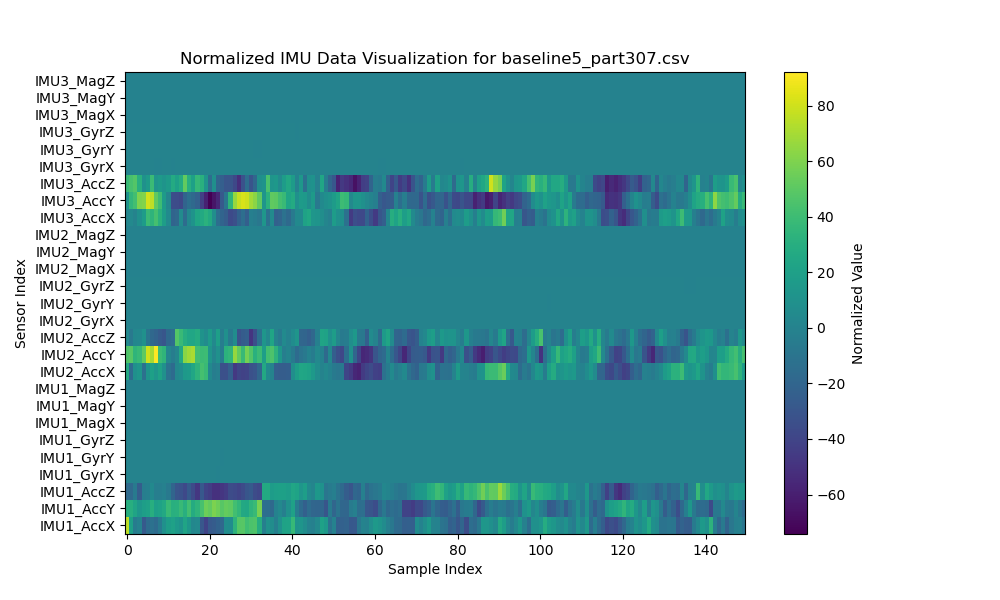 Normalized IMU Data Visualization for baseline5_part307.csv
IMU3_MagZ
IMU3_MagY
IMU3_MagX
IMU3_GyrZ
IMU3_GyrY
IMU3_GyrX
IMU3_AccZ
IMU3_AccY
IMU3_AccX
IMU2_MagZ
IMU2_MagY
IMU2_MagX
IMU2_GyrZ
IMU2_GyrY
IMU2_GyrX
IMU2_AccZ
IMU2_AccY
IMU2_AccX
IMU1_MagZ
IMU1_MagY
IMU1_MagX
IMU1_GyrZ
IMU1_GyrY
IMU1_GyrX
IMU1_AccZ
IMU1_AccY
IMU1_AccX
Sensor Index
0 20 40 60 80 100 120 140
Sample Index
80
60
40
20
0
−20
−40
−60
Normalized Value